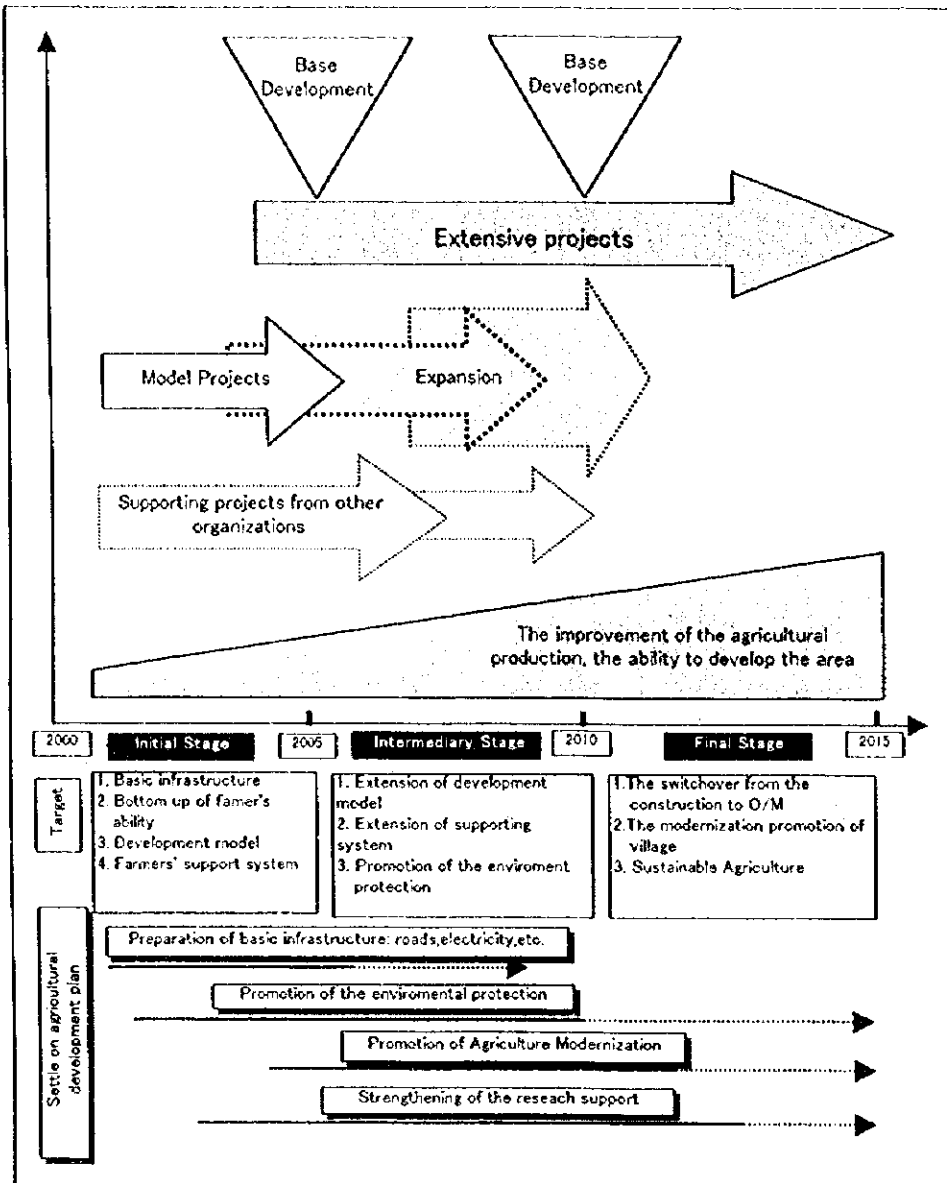 Base
Development
Base
Development
Extensive projects
Model Projects
Expansion
Supporting projects from other
organizations
The improvement of the agricultural
production, the ability to develop the area
2000
Initial Stage
2005
Intermediary Stage
2010
Final Stage
2015
Target
1. Basic infrastructure
2. Bottom up of famer's
ability
3. Development model
4. Farmers' support system
1. Extension of development
model
2. Extension of supporting
system
3. Promotion of the enviroment
protection
1.The switchover from the
construction to O/M
2.The modernization promotion of
village
3. Sustainable Agriculture
Settle on agricultural
development plan
Preparation of basic infrastructure: roads,electricity,etc.
Promotion of the enviromental protection
Promotion of Agriculture Modernization
Strengthening of the reseach support